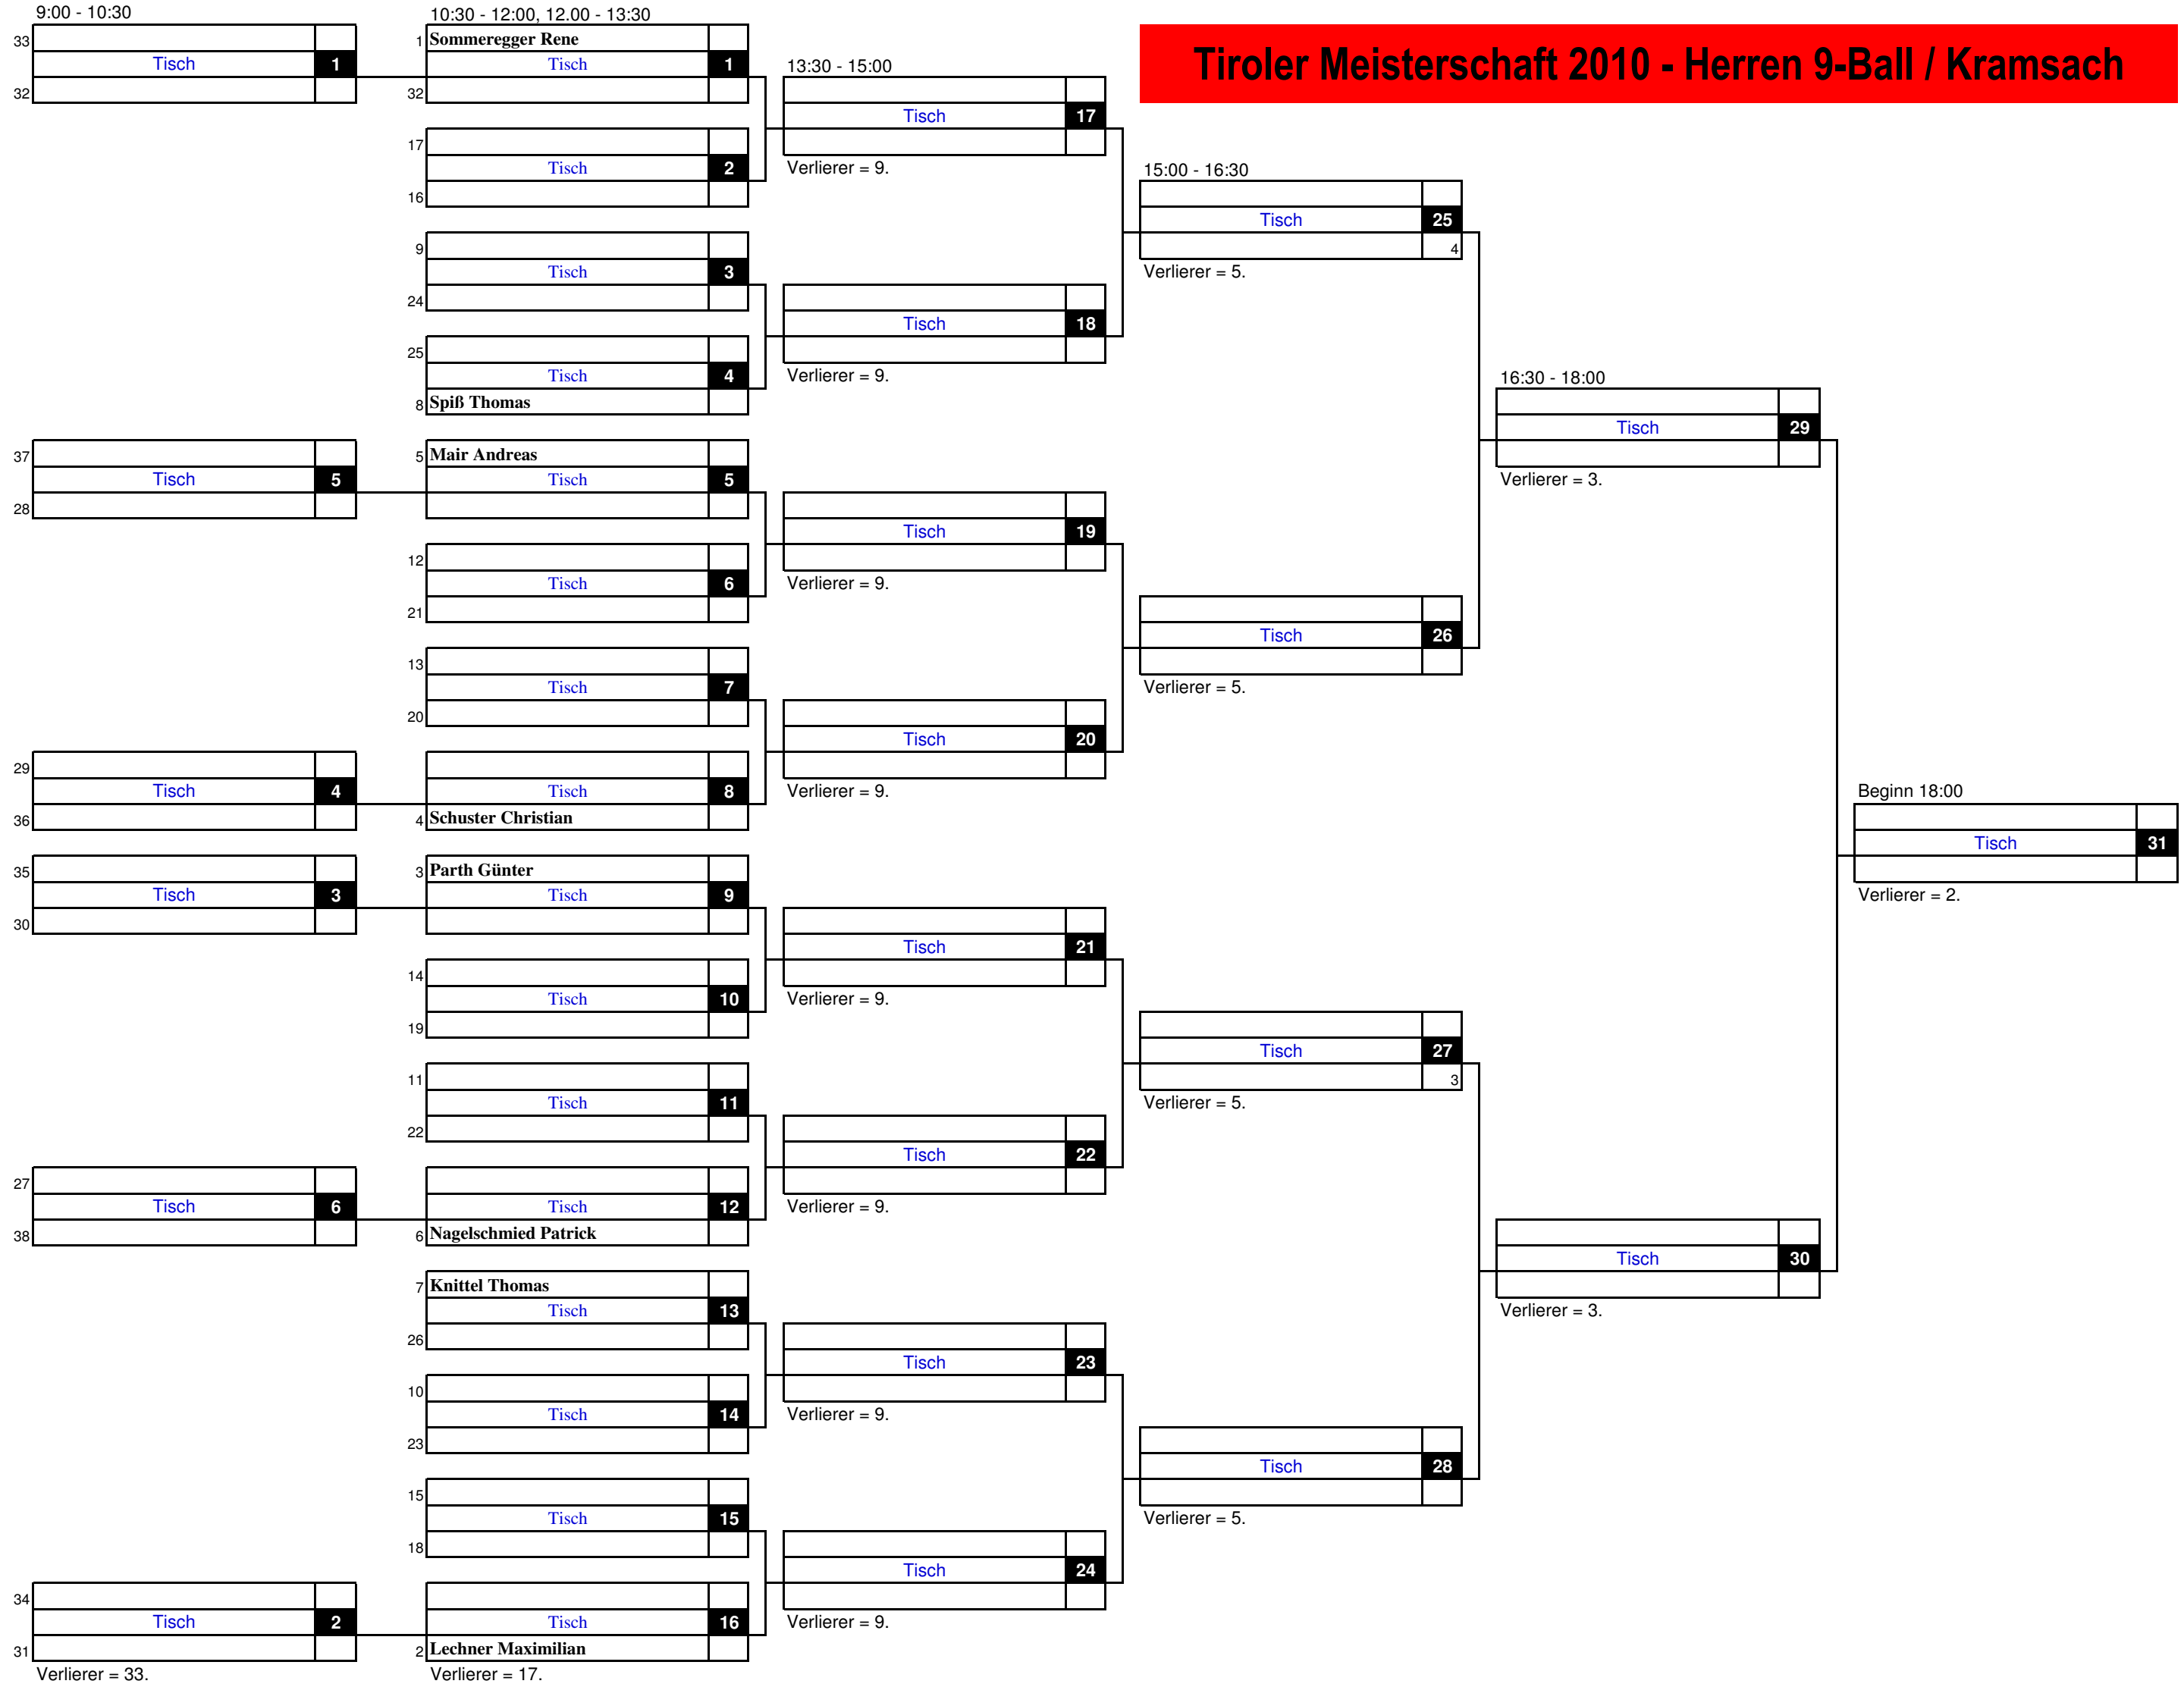 Tiroler Meisterschaft 2010 - Herren 9-Ball / Kramsach
9:00 - 10:30
33
Tisch 1
32
37
Tisch 5
28
29
Tisch 4
36
35
Tisch 3
30
27
Tisch 6
38
34
Tisch 2
31
Verlierer = 33.
10:30 - 12:00, 12.00 - 13:30
1 Sommeregger Rene
Tisch 1
32
17
Tisch 2
16
9
Tisch 3
24
25
Tisch 4
8 Spiß Thomas
5 Mair Andreas
Tisch 5
12
Tisch 6
21
13
Tisch 7
20
Tisch 8
4 Schuster Christian
3 Parth Günter
Tisch 9
14
Tisch 10
19
11
Tisch 11
22
Tisch 12
6 Nagelschmied Patrick
7 Knittel Thomas
Tisch 13
26
10
Tisch 14
23
15
Tisch 15
18
Tisch 16
2 Lechner Maximilian
Verlierer = 17.
13:30 - 15:00
Tisch 17
Verlierer = 9.
Tisch 18
Verlierer = 9.
Tisch 19
Verlierer = 9.
Tisch 20
Verlierer = 9.
Tisch 21
Verlierer = 9.
Tisch 22
Verlierer = 9.
Tisch 23
Verlierer = 9.
Tisch 24
Verlierer = 9.
15:00 - 16:30
Tisch 25
4
Verlierer = 5.
Tisch 26
Verlierer = 5.
Tisch 27
3
Verlierer = 5.
Tisch 28
Verlierer = 5.
16:30 - 18:00
Tisch 29
Verlierer = 3.
Tisch 30
Verlierer = 3.
Beginn 18:00
Tisch 31
Verlierer = 2.